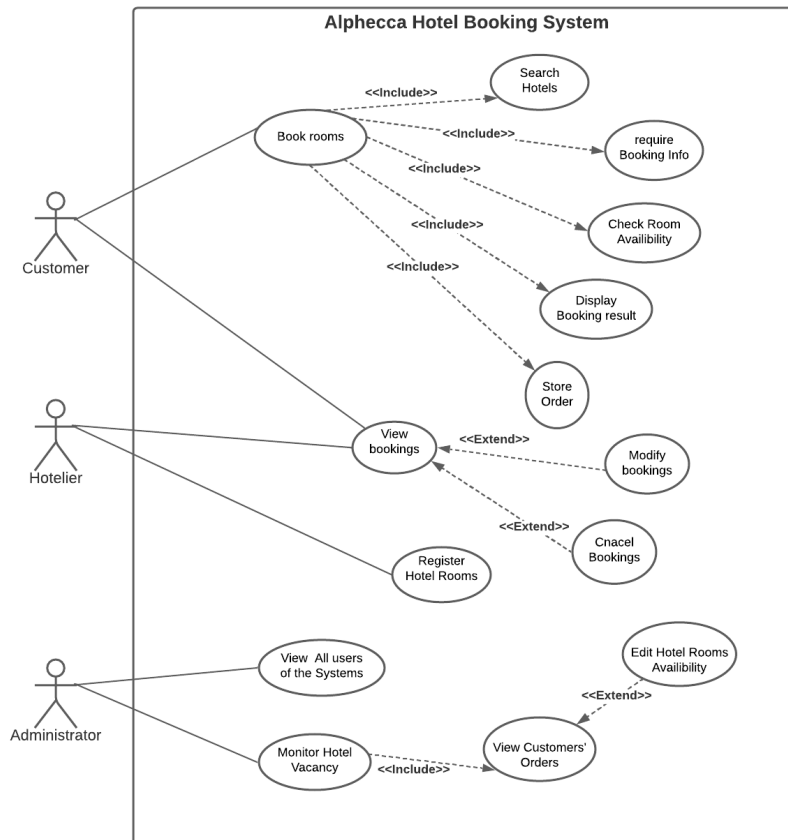 Alphecca Hotel Booking System
Search
Hotels
<<Include>>
Book rooms
<<Include>>
require
Booking Info
<<Include>>
Check Room
Availibility
<<Include>>
Customer
<<Include>>
Display
Booking result
Store
Order
View
bookings
<<Extend>>
Modify
bookings
Hotelier
<<Extend>>
Cnacel
Bookings
Register
Hotel Rooms
View All users
of the Systems
Edit Hotel Rooms
Availibility
<<Extend>>
Administrator
Monitor Hotel
Vacancy
<<Include>>
View Customers'
Orders